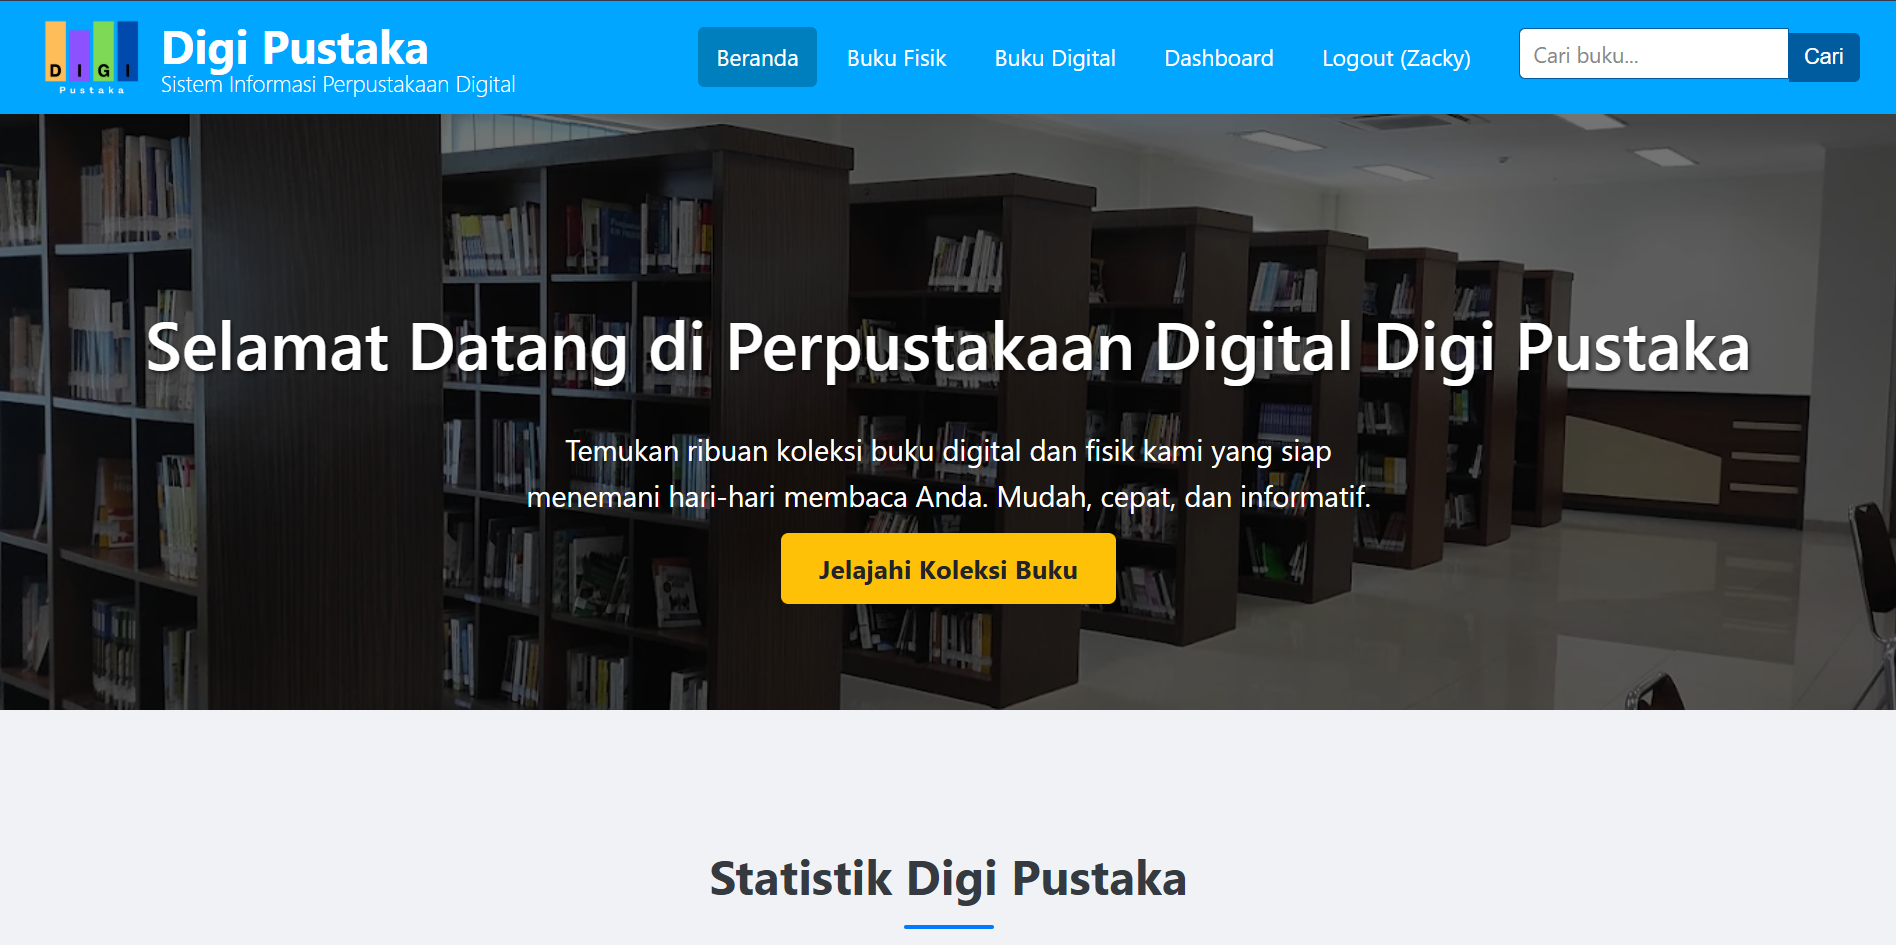 DIGI
Pustaka
Digi Pustaka
Sistem Informasi Perpustakaan Digital
Beranda
Buku Fisik
Buku Digital
Dashboard
Logout (Zacky)
Cari buku...
Cari
Selamat Datang di Perpustakaan Digital Digi Pustaka
Temukan ribuan koleksi buku digital dan fisik kami yang siap
menemani hari-hari membaca Anda. Mudah, cepat, dan informatif.
Jelajahi Koleksi Buku
Statistik Digi Pustaka